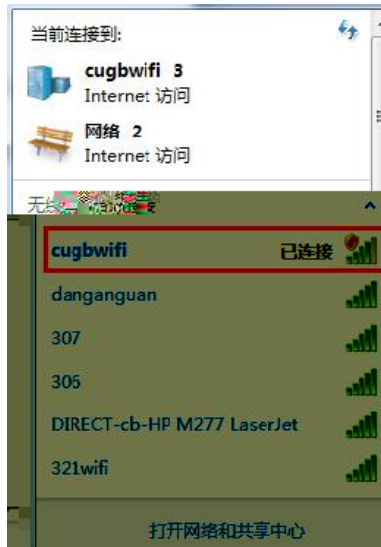 当前连接到:
cugbwifi 3
Internet 访问
网络 2
Internet 访问
cugbwifi 已连接
danganguan
307
306
DIRECT-cb-HP M277 LaserJet
321wifi
打开网络和共享中心